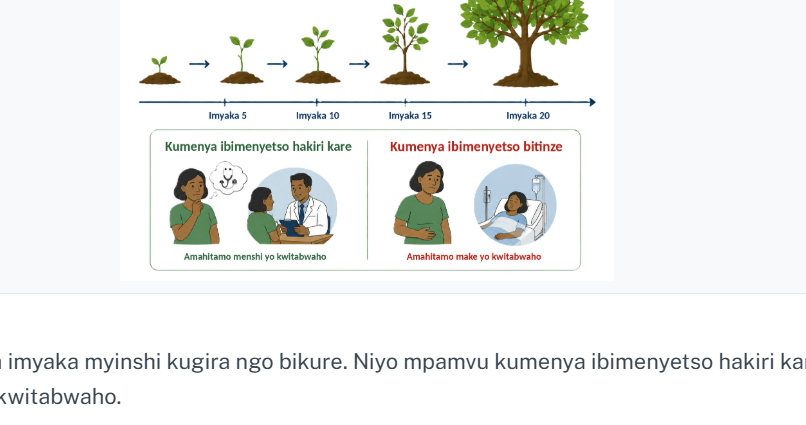 Imyaka 5
Imyaka 10
Imyaka 15
Imyaka 20
Kumenya ibimenyetso hakiri kare
Kumenya ibimenyetso bitinze
Amahitamo menshi yo kwitabwaho
Amahitamo make yo kwitabwaho
imyaka myinshi kugira ngo bikure. Niyo mpamvu kumenya ibimenyetso hakiri
kwitabwaho.